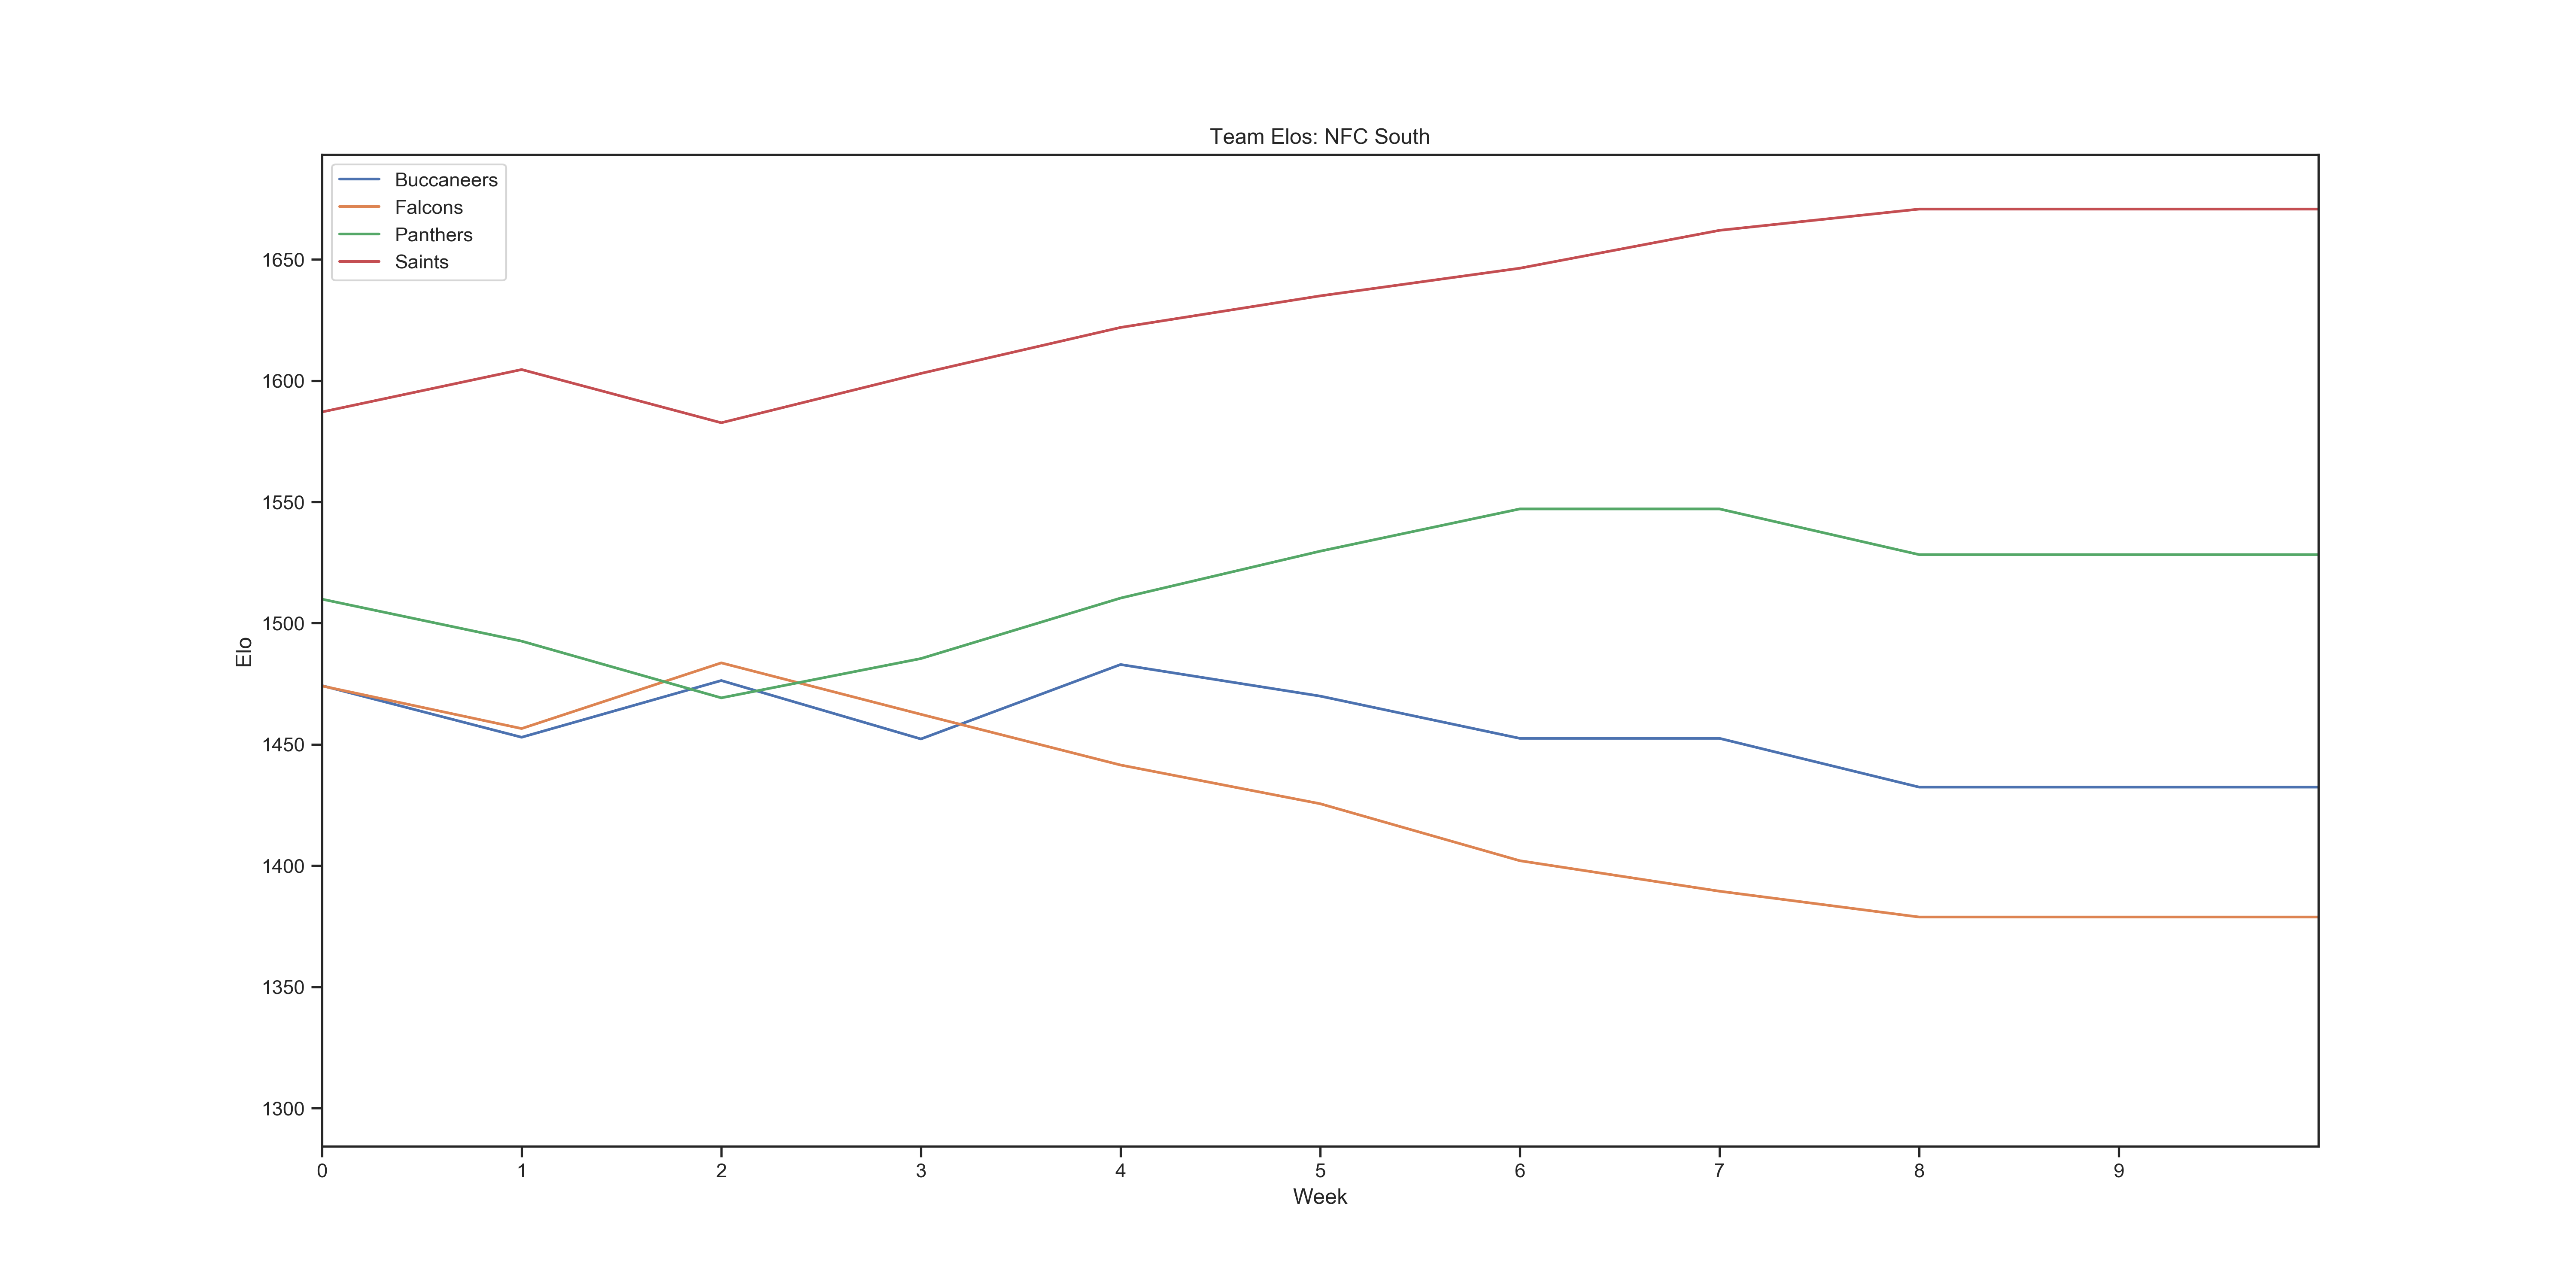 Team Elos: NFC South
Buccaneers
Falcons
Panthers
Saints
1650
1600
1550
1500
1450
1400
1350
1300
Elo
0 1 2 3 4 5 6 7 8 9
Week